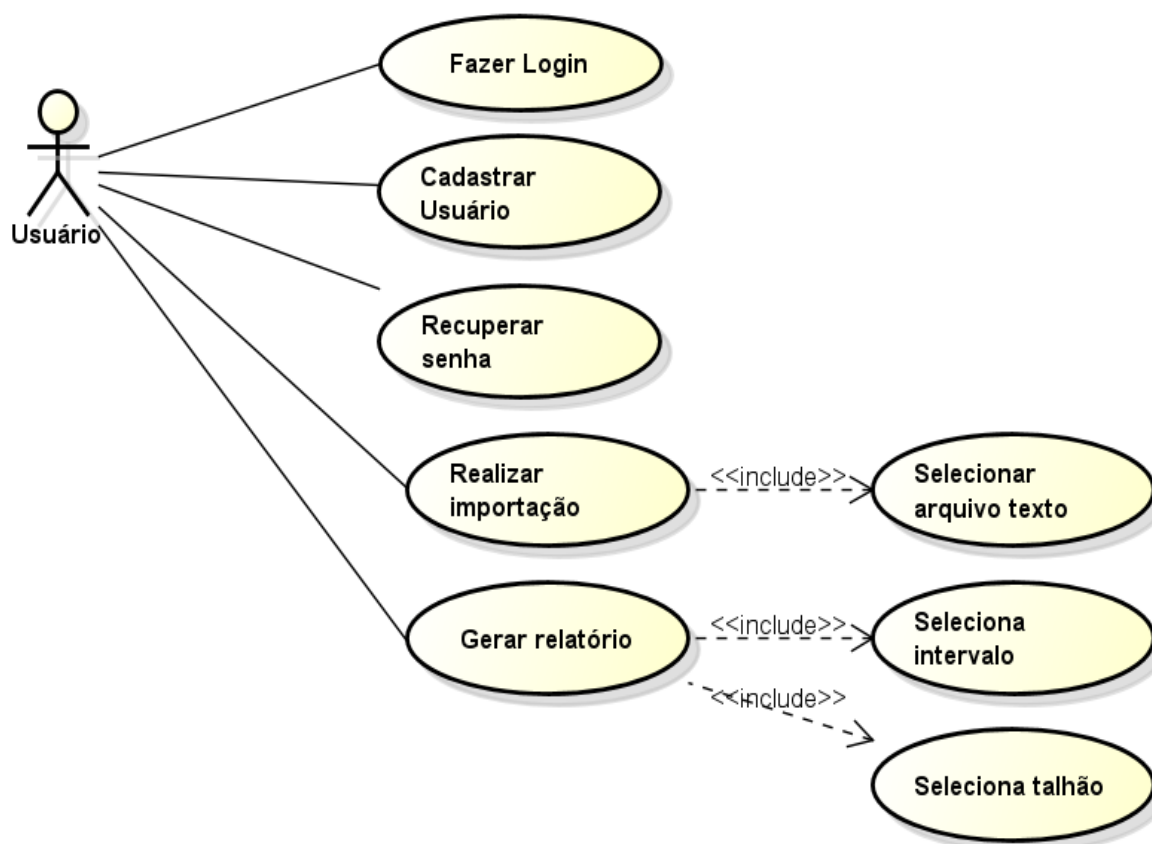 Fazer Login
Cadastrar
Usuário
Usuário
Recuperar
senha
Realizar
importação
<<include>>
Selecionar
arquivo texto
Gerar relatório
<<include>>
Seleciona
intervalo
<<include>>
Seleciona talhão